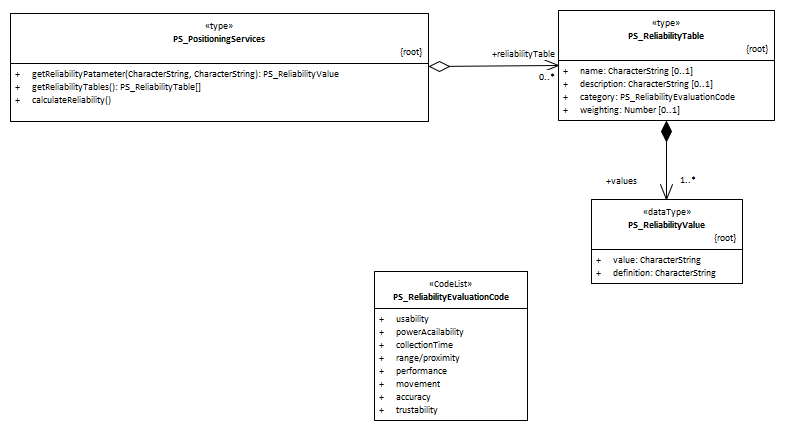 «type»
PS_PositioningServices
{root}
+ getReliabilityPatameter(CharacterString, CharacterString): PS_ReliabilityValue
+ getReliabilityTables(): PS_ReliabilityTable[]
+ calculateReliability()
+reliabilityTable
0..*
«type»
PS_ReliabilityTable
{root}
+ name: CharacterString [0..1]
+ description: CharacterString [0..1]
+ category: PS_ReliabilityEvaluationCode
+ weighting: Number [0..1]
+values
1..*
«dataType»
PS_ReliabilityValue
{root}
+ value: CharacterString
+ definition: CharacterString
«CodeList»
PS_ReliabilityEvaluationCode
+ usability
+ powerAcailability
+ collectionTime
+ range/proximity
+ performance
+ movement
+ accuracy
+ trustability